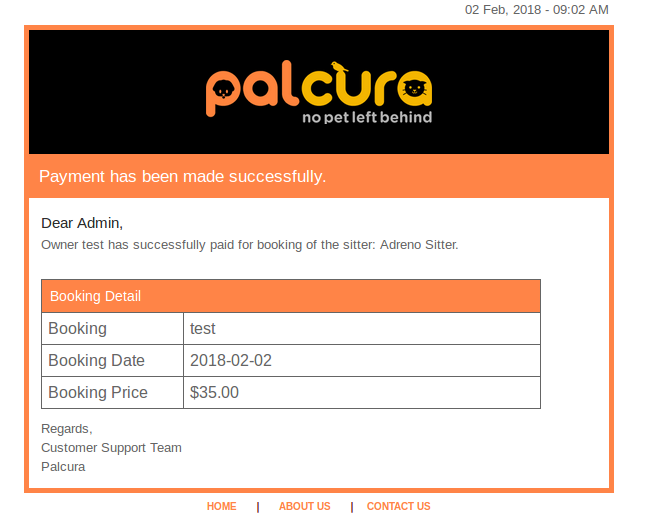 02 Feb, 2018 - 09:02 AM
palcura
no pet left behind
Payment has been made successfully.
Dear Admin,
Owner test has successfully paid for booking of the sitter: Adreno Sitter.
Booking Detail
Booking test
Booking Date 2018-02-02
Booking Price $35.00
Regards,
Customer Support Team
Palcura
HOME | ABOUT US | CONTACT US